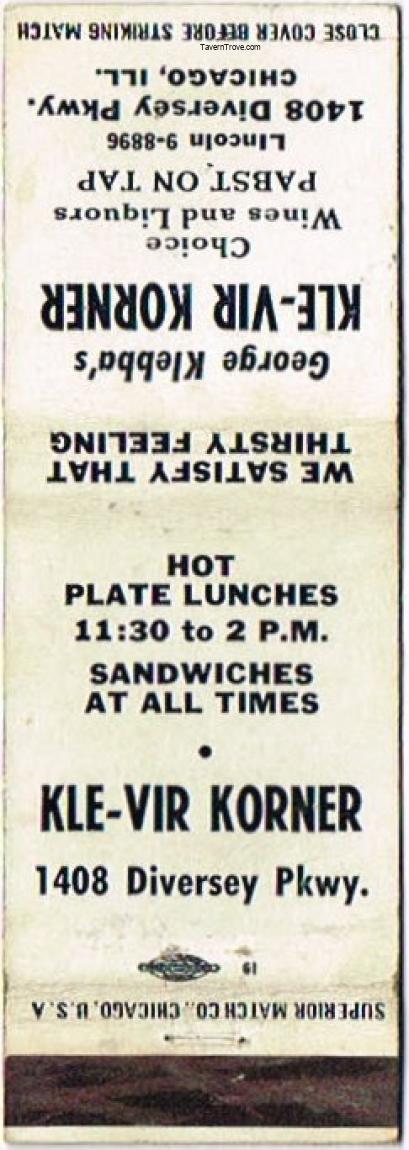 TavernTrove.com
WE SATISFY THAT
THIRSTY FEELING
George Klebba's
KLE-VIR KORNER
Choice
Wines and Liquors
PABST ON TAP
LIncoln 9-8896
1408 Diversey Pkwy.
CHICAGO, ILL.
CLOSE COVER BEFORE STRIKING MATCH
HOT
PLATE LUNCHES
11:30 to 2 P.M.
SANDWICHES
AT ALL TIMES
•
KLE-VIR KORNER
1408 Diversey Pkwy.
19
SUPERIOR MATCH CO., CHICAGO, U.S.A